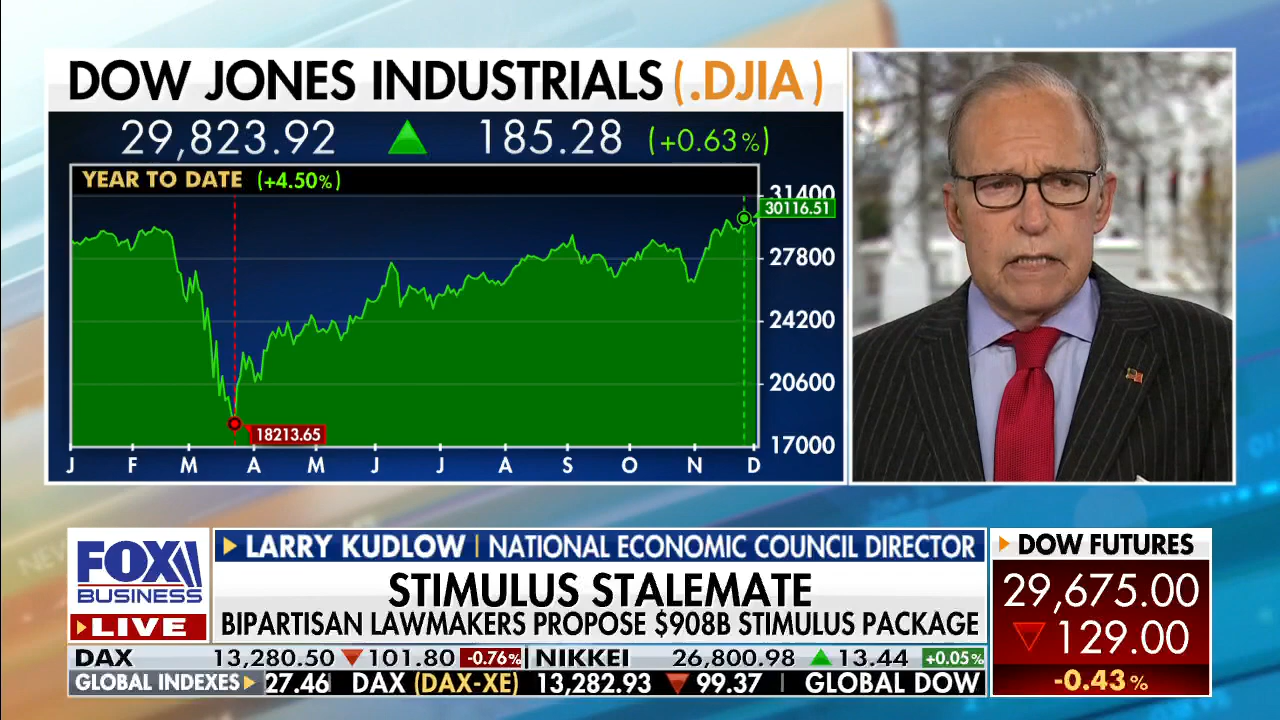 DOW JONES INDUSTRIALS (.DJIA)
29,823.92 ▲ 185.28 (+0.63%)
YEAR TO DATE (+4.50%)
31400
30116.51
27800
24200
20600
18213.65
17000
J F M A M J J A S O N D
FOX BUSINESS
LIVE
LARRY KUDLOW | NATIONAL ECONOMIC COUNCIL DIRECTOR
STIMULUS STALEMATE
BIPARTISAN LAWMAKERS PROPOSE $908B STIMULUS PACKAGE
DOW FUTURES
29,675.00
▼ 129.00
-0.43%
DAX 13,280.50 ▼ 101.80 -0.76% NIKKEI 26,800.98 ▲ 13.44 +0.05%
GLOBAL INDEXES 27.46 DAX (DAX-XE) 13,282.93 ▼ 99.37 | GLOBAL DOW